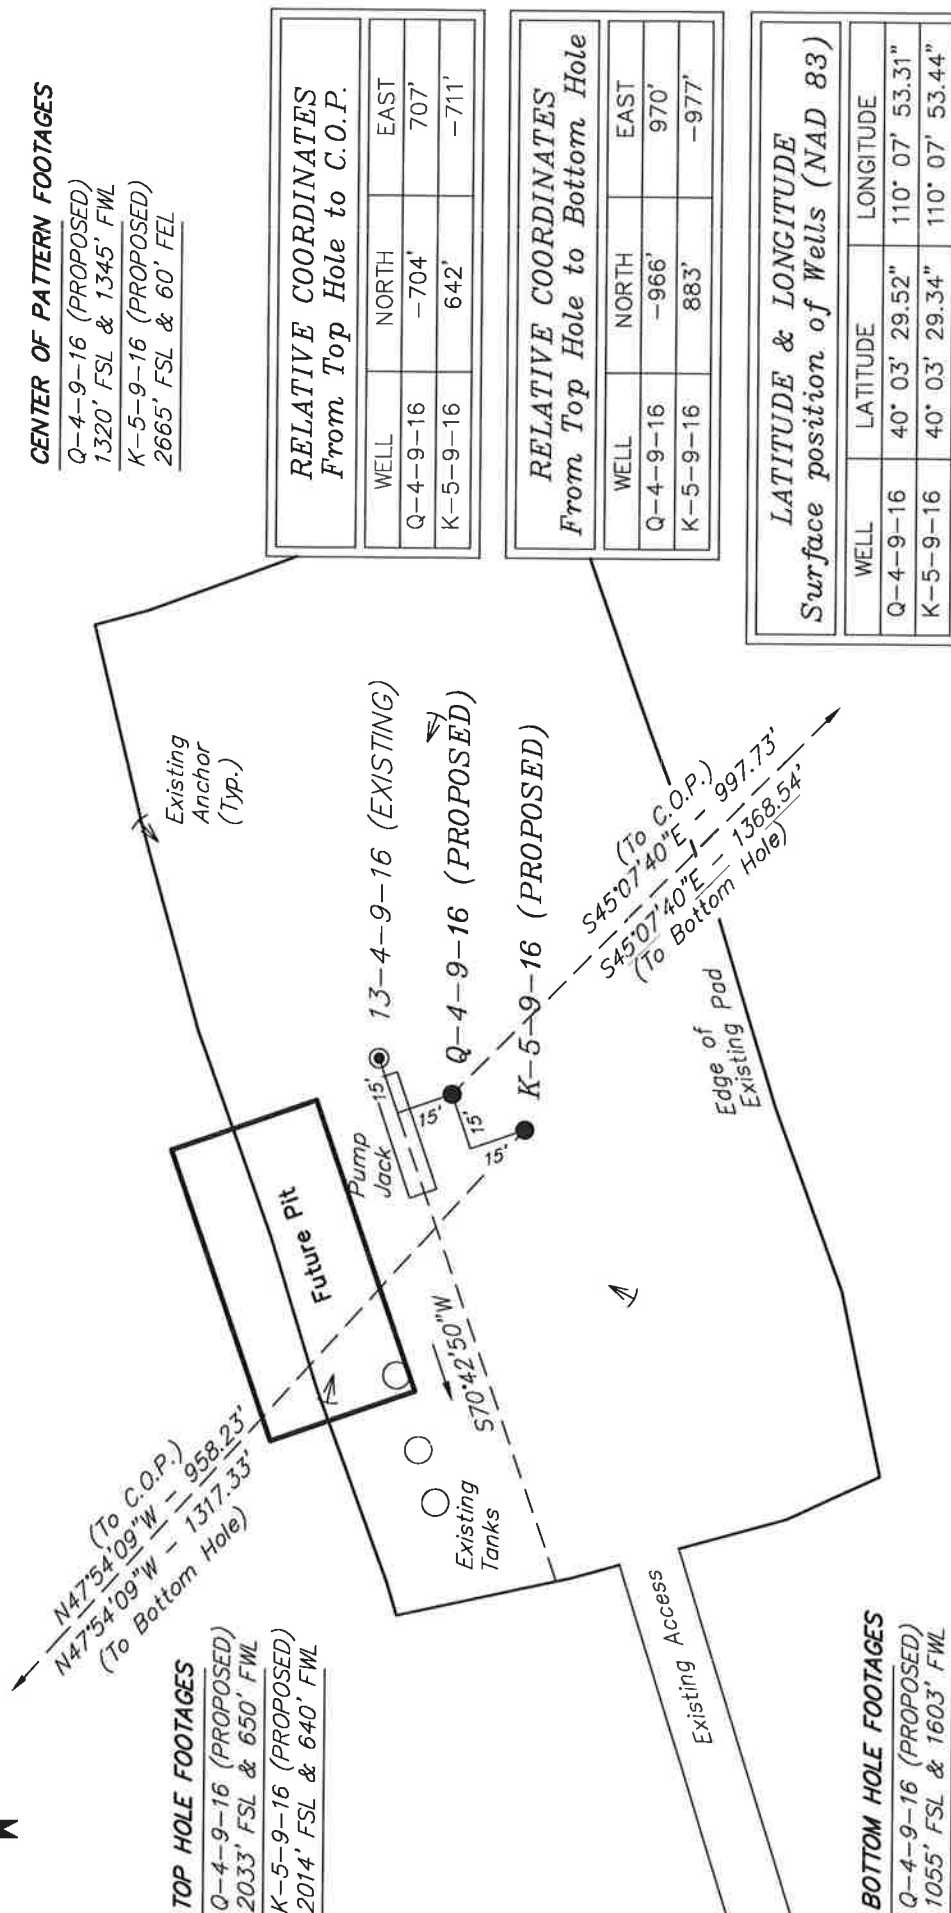 CENTER OF PATTERN FOOTAGES
Q-4-9-16 (PROPOSED)
1320' FSL & 1345' FWL
K-5-9-16 (PROPOSED)
2665' FSL & 60' FEL
RELATIVE COORDINATES
From Top Hole to C.O.P.
WELL NORTH EAST
Q-4-9-16 -704' 707'
K-5-9-16 642' -711'
RELATIVE COORDINATES
From Top Hole to Bottom Hole
WELL NORTH EAST
Q-4-9-16 -966' 970'
K-5-9-16 883' -977'
LATITUDE & LONGITUDE
Surface position of Wells (NAD 83)
WELL LATITUDE LONGITUDE
Q-4-9-16 40° 03' 29.52" 110° 07' 53.31"
K-5-9-16 40° 03' 29.34" 110° 07' 53.44"
Existing
Anchor
(Typ.)
13-4-9-16 (EXISTING)
Q-4-9-16 (PROPOSED)
K-5-9-16 (PROPOSED)
15'
15'
15'
15'
Pump
Jack
Future Pit
(To C.O.P.)
S45°07'40"E - 997.73'
S45°07'40"E - 1368.54'
(To Bottom Hole)
Edge of
Existing Pad
S70°42'50"W
Existing
Tanks
(To C.O.P.)
N47°54'09"W - 958.23'
N47°54'09"W - 1317.33'
(To Bottom Hole)
Existing Access
TOP HOLE FOOTAGES
Q-4-9-16 (PROPOSED)
2033' FSL & 650' FWL
K-5-9-16 (PROPOSED)
2014' FSL & 640' FWL
BOTTOM HOLE FOOTAGES
Q-4-9-16 (PROPOSED)
1055' FSL & 1603' FWL